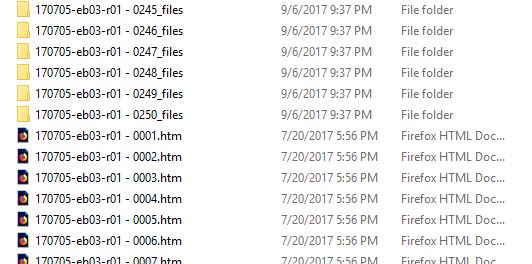 170705-eb03-r01 - 0245_files 9/6/2017 9:37 PM File folder
170705-eb03-r01 - 0246_files 9/6/2017 9:37 PM File folder
170705-eb03-r01 - 0247_files 9/6/2017 9:37 PM File folder
170705-eb03-r01 - 0248_files 9/6/2017 9:37 PM File folder
170705-eb03-r01 - 0249_files 9/6/2017 9:37 PM File folder
170705-eb03-r01 - 0250_files 9/6/2017 9:37 PM File folder
170705-eb03-r01 - 0001.htm 7/20/2017 5:56 PM Firefox HTML Doc...
170705-eb03-r01 - 0002.htm 7/20/2017 5:56 PM Firefox HTML Doc...
170705-eb03-r01 - 0003.htm 7/20/2017 5:56 PM Firefox HTML Doc...
170705-eb03-r01 - 0004.htm 7/20/2017 5:56 PM Firefox HTML Doc...
170705-eb03-r01 - 0005.htm 7/20/2017 5:56 PM Firefox HTML Doc...
170705-eb03-r01 - 0006.htm 7/20/2017 5:56 PM Firefox HTML Doc...
170705-eb03-r01 - 0007.htm 7/20/2017 5:56 PM Firefox HTML Doc...